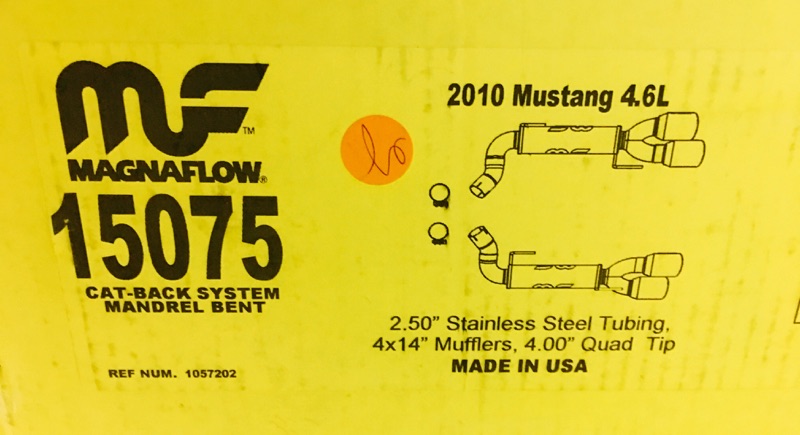 MF™
MAGNAFLOW®
15075
CAT-BACK SYSTEM
MANDREL BENT
REF NUM. 1057202
2010 Mustang 4.6L
2.50” Stainless Steel Tubing,
4x14” Mufflers, 4.00” Quad Tip
MADE IN USA